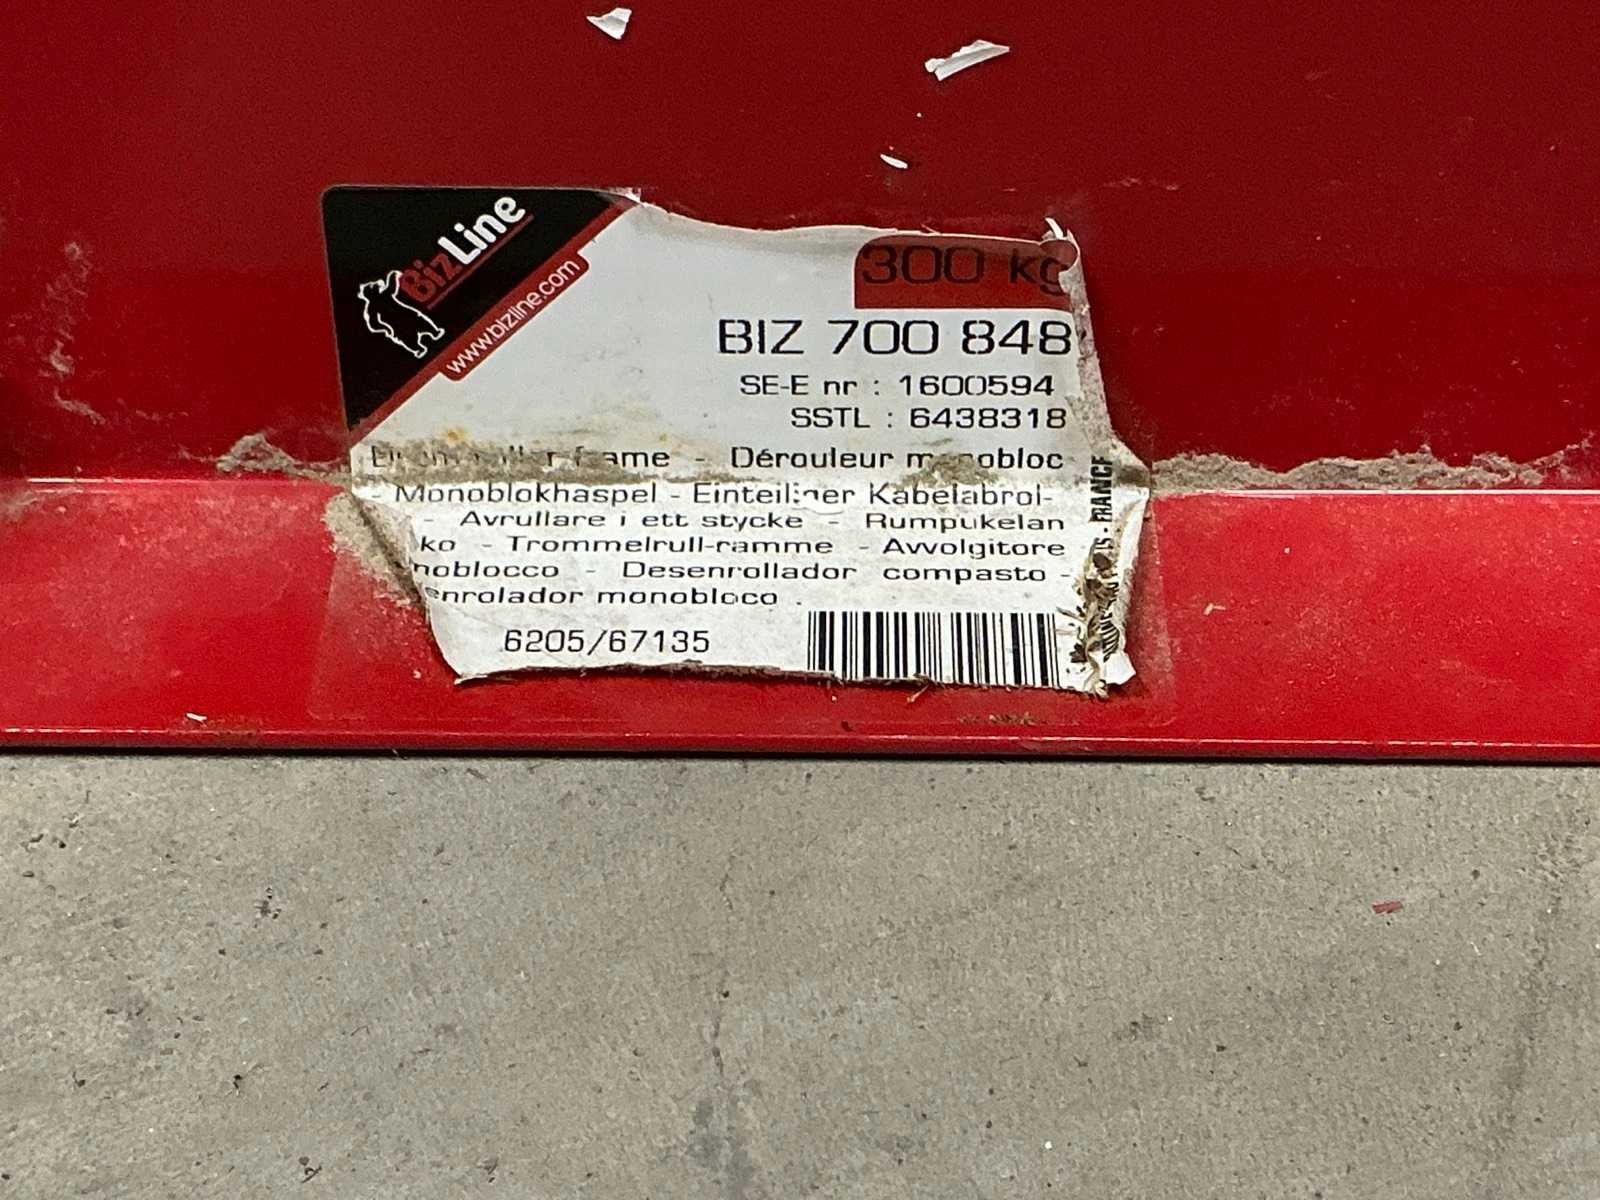 BizLine
www.bizline.com
300 kg
BIZ 700 848
SE-E nr : 1600594
SSTL : 6438318
- Dérouleur
- Monoblokhaspel - Einteiliger Kabelabrol-
- Avrullare i ett stycke - Rumpukelan
- Trommelrull-ramme - Avvolgitore -
- Desenrollador compasto -
monobloco .
6205/67135
FRANCE